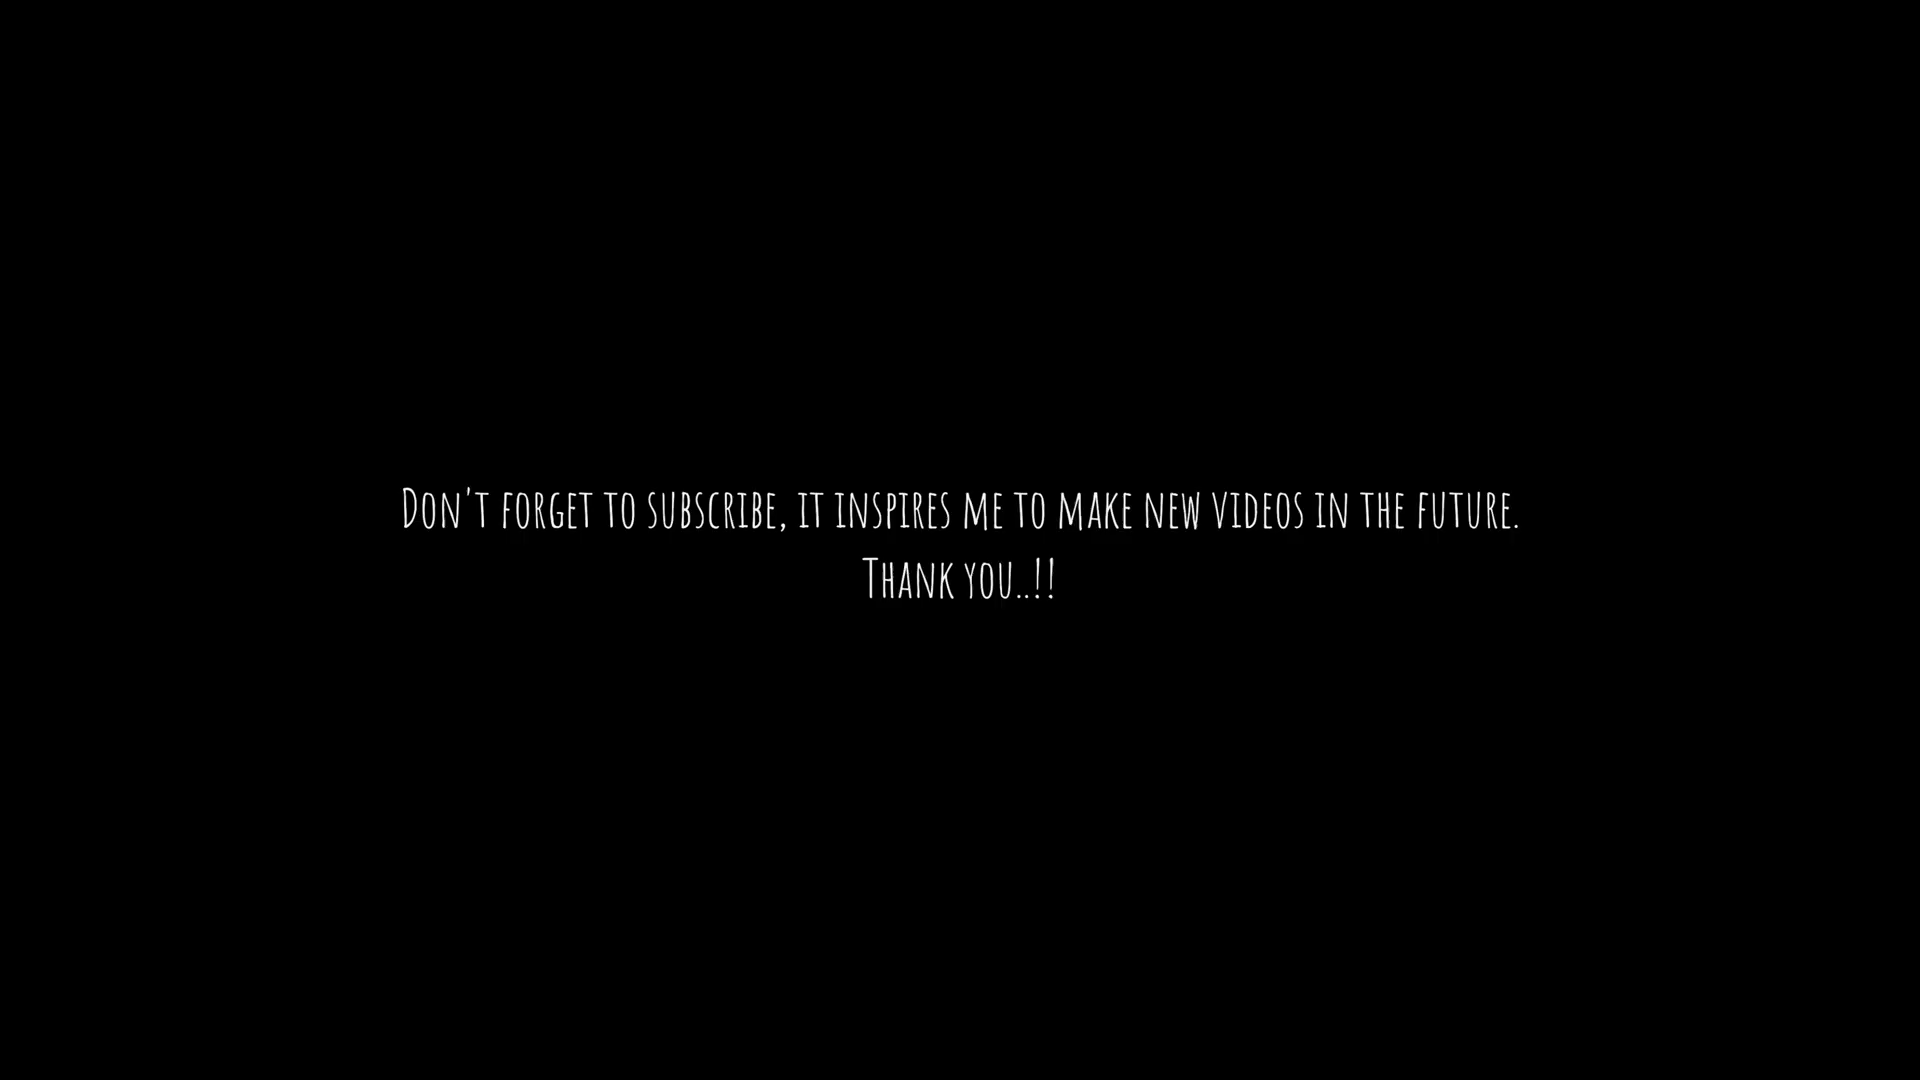 Don't forget to subscribe, it inspires me to make new videos in the future.
Thank you..!!